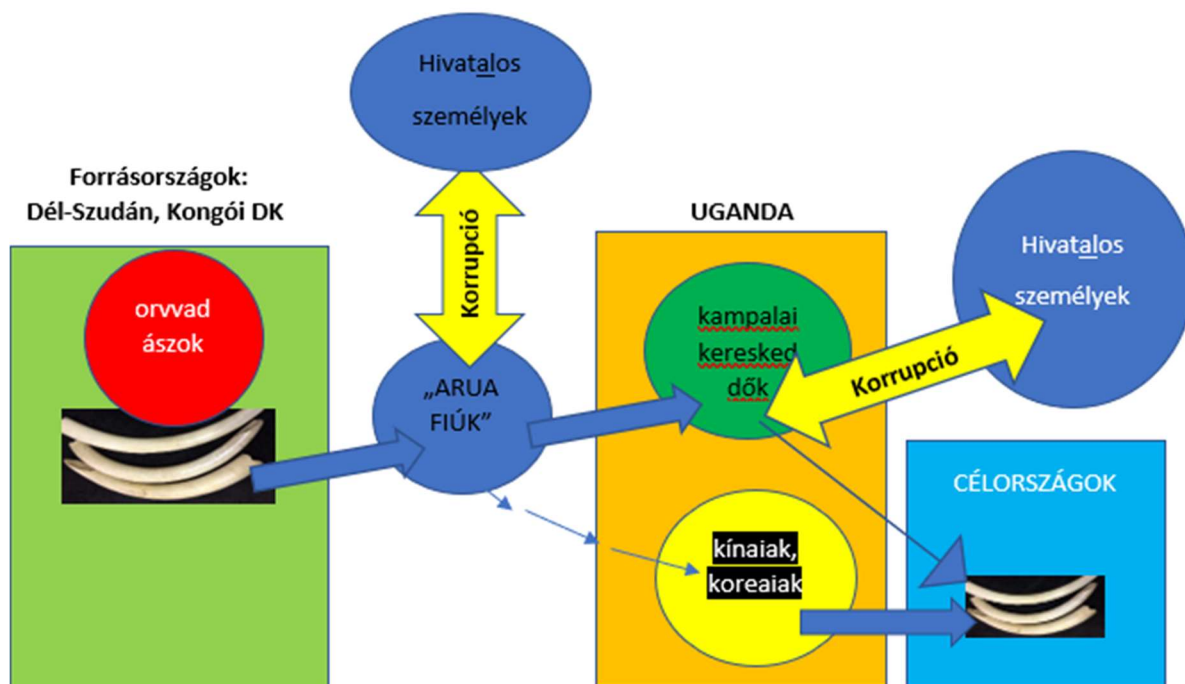 Hivatalos
személyek
Forrásországok:
Dél-Szudán, Kongói DK
UGANDA
Korrupció
Hivatalos
személyek
orvvad
ászok
kampalai
keresked
dők
Korrupció
„ARUA
FIÚK”
CÉLORSZÁGOK
kínaiak,
koreaiak